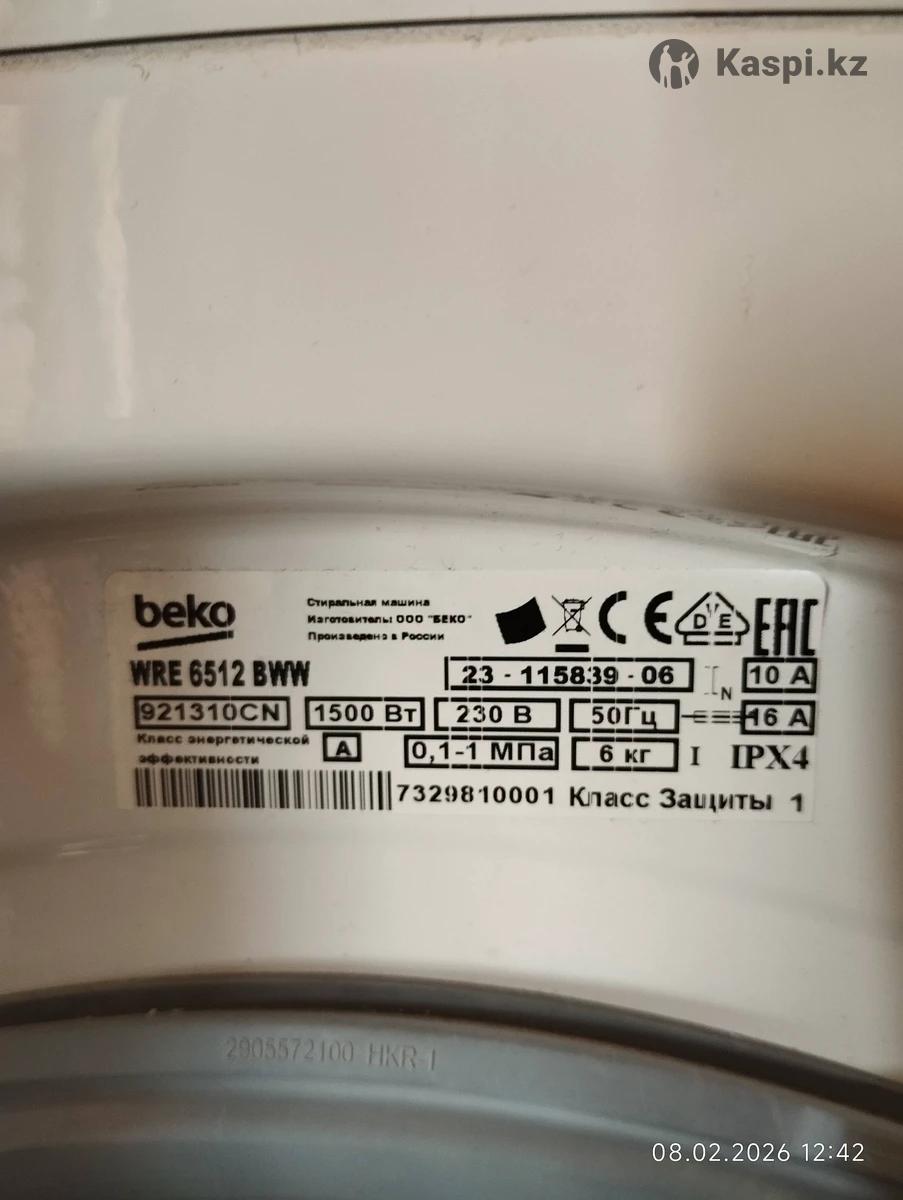 Kaspi.kz
beko
Стиральная машина
Изготовитель: ООО "БЕКО"
Произведено в России
CE
D V E
EAC
WRE 6512 BWW
23 - 115839 - 06
N
10 A
921310CN
1500 Вт
230 В
50Гц
16 A
Класс энергетической
эффективности
A
0,1-1 МПа
6 кг
I
IPX4
7329810001 Класс Защиты 1
2905572100 HKR-1
08.02.2026 12:42